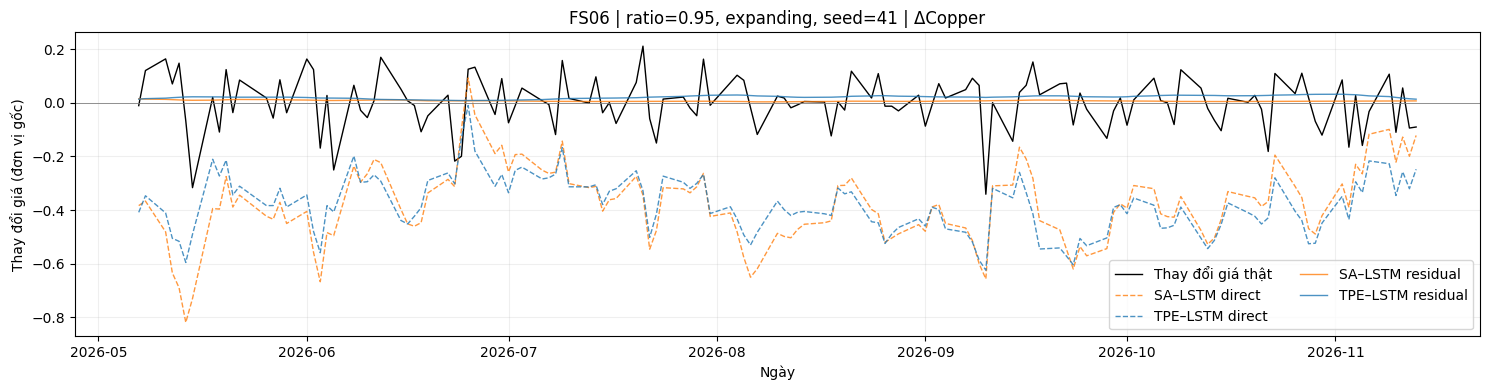 FS06 | ratio=0.95, expanding, seed=41 | ΔCopper
Thay đổi giá (đơn vị gốc)
0.2
0.0
−0.2
−0.4
−0.6
−0.8
Thay đổi giá thật
SA–LSTM direct
TPE–LSTM direct
SA–LSTM residual
TPE–LSTM residual
2026-05
2026-06
2026-07
2026-08
2026-09
2026-10
2026-11
Ngày